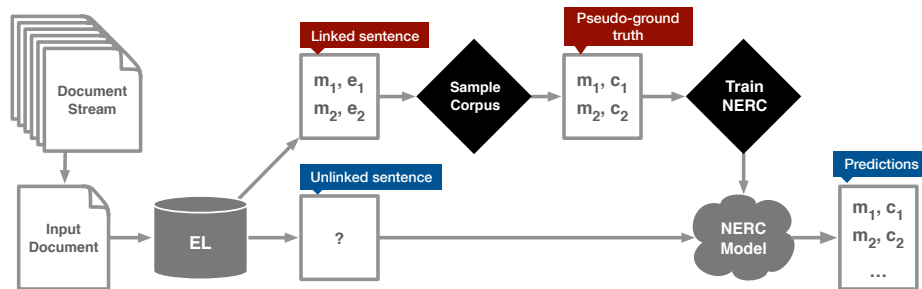 Document
Stream
Linked sentence
m1, e1
m2, e2
Sample
Corpus
Pseudo-ground
truth
m1, c1
m2, c2
Train
NERC
Input
Document
EL
Unlinked sentence
?
NERC
Model
Predictions
m1, c1
m2, c2
...